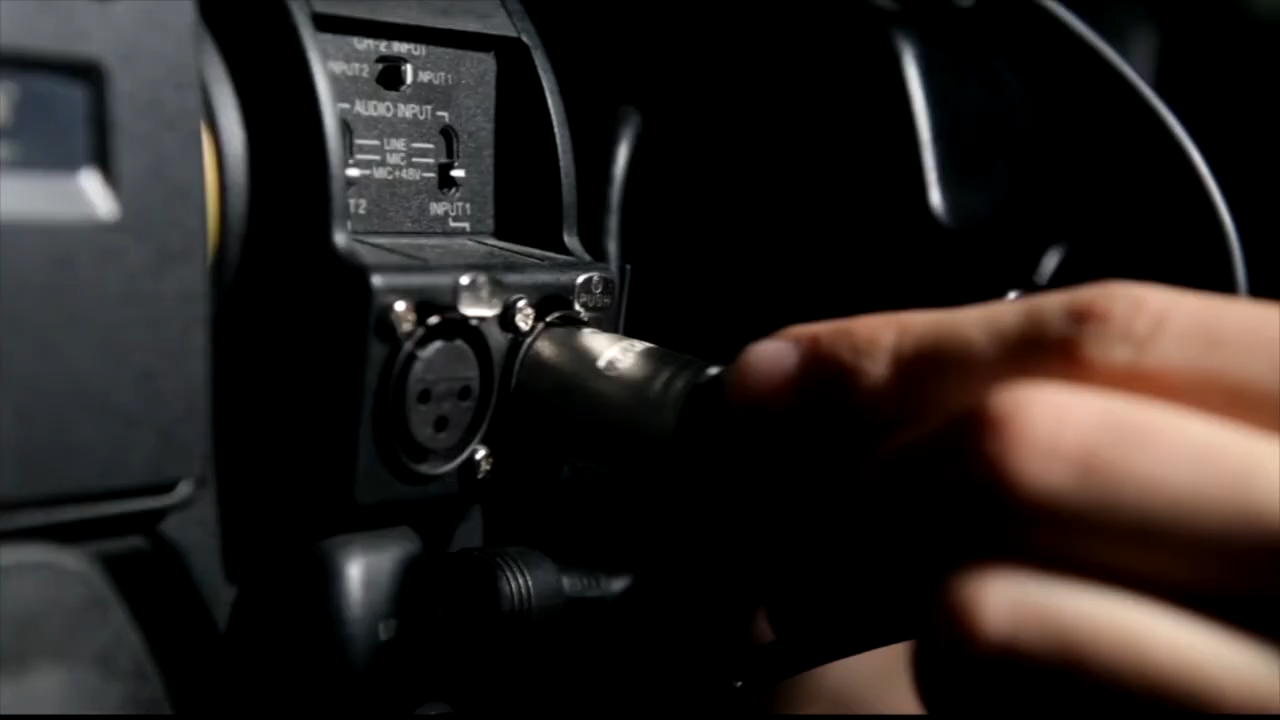 CH-2 INPUT
INPUT2 INPUT1
AUDIO INPUT
LINE
MIC
MIC+48V
T2 INPUT1
PUSH